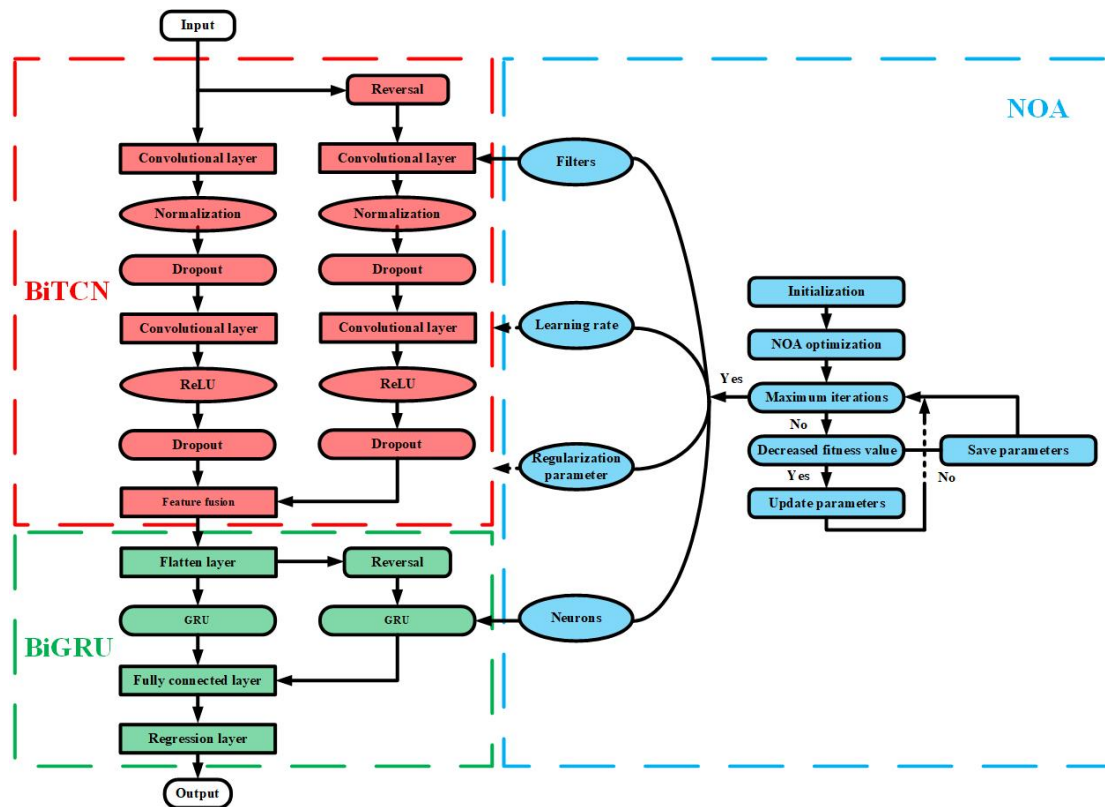 Input
Reversal
NOA
Convolutional layer
Convolutional layer
Filters
Normalization
Normalization
Dropout
Dropout
BiTCN
Initialization
Convolutional layer
Convolutional layer
Learning rate
NOA optimization
ReLU
ReLU
Yes
Maximum iterations
No
Dropout
Dropout
Regularization
parameter
Decreased fitness value
Save parameters
Yes
No
Feature fusion
Update parameters
Flatten layer
Reversal
GRU
GRU
Neurons
BiGRU
Fully connected layer
Regression layer
Output